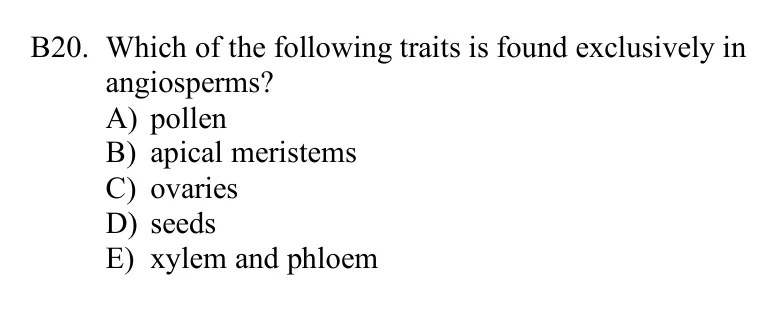 B20. Which of the following traits is found exclusively in
angiosperms?
A) pollen
B) apical meristems
C) ovaries
D) seeds
E) xylem and phloem